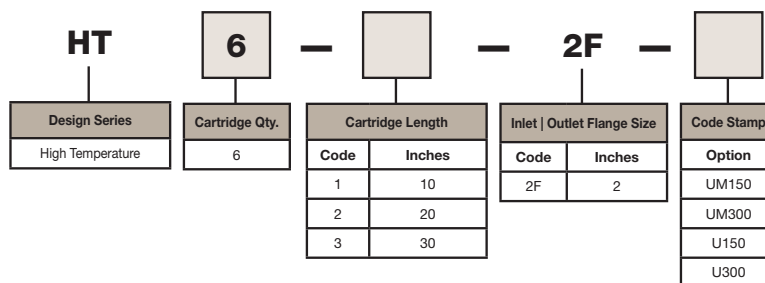 HT 6 — — 2F —
Design Series
High Temperature
Cartridge Qty.
6
Cartridge Length
Code Inches
1 10
2 20
3 30
Inlet | Outlet Flange Size
Code Inches
2F 2
Code Stamp
Option
UM150
UM300
U150
U300